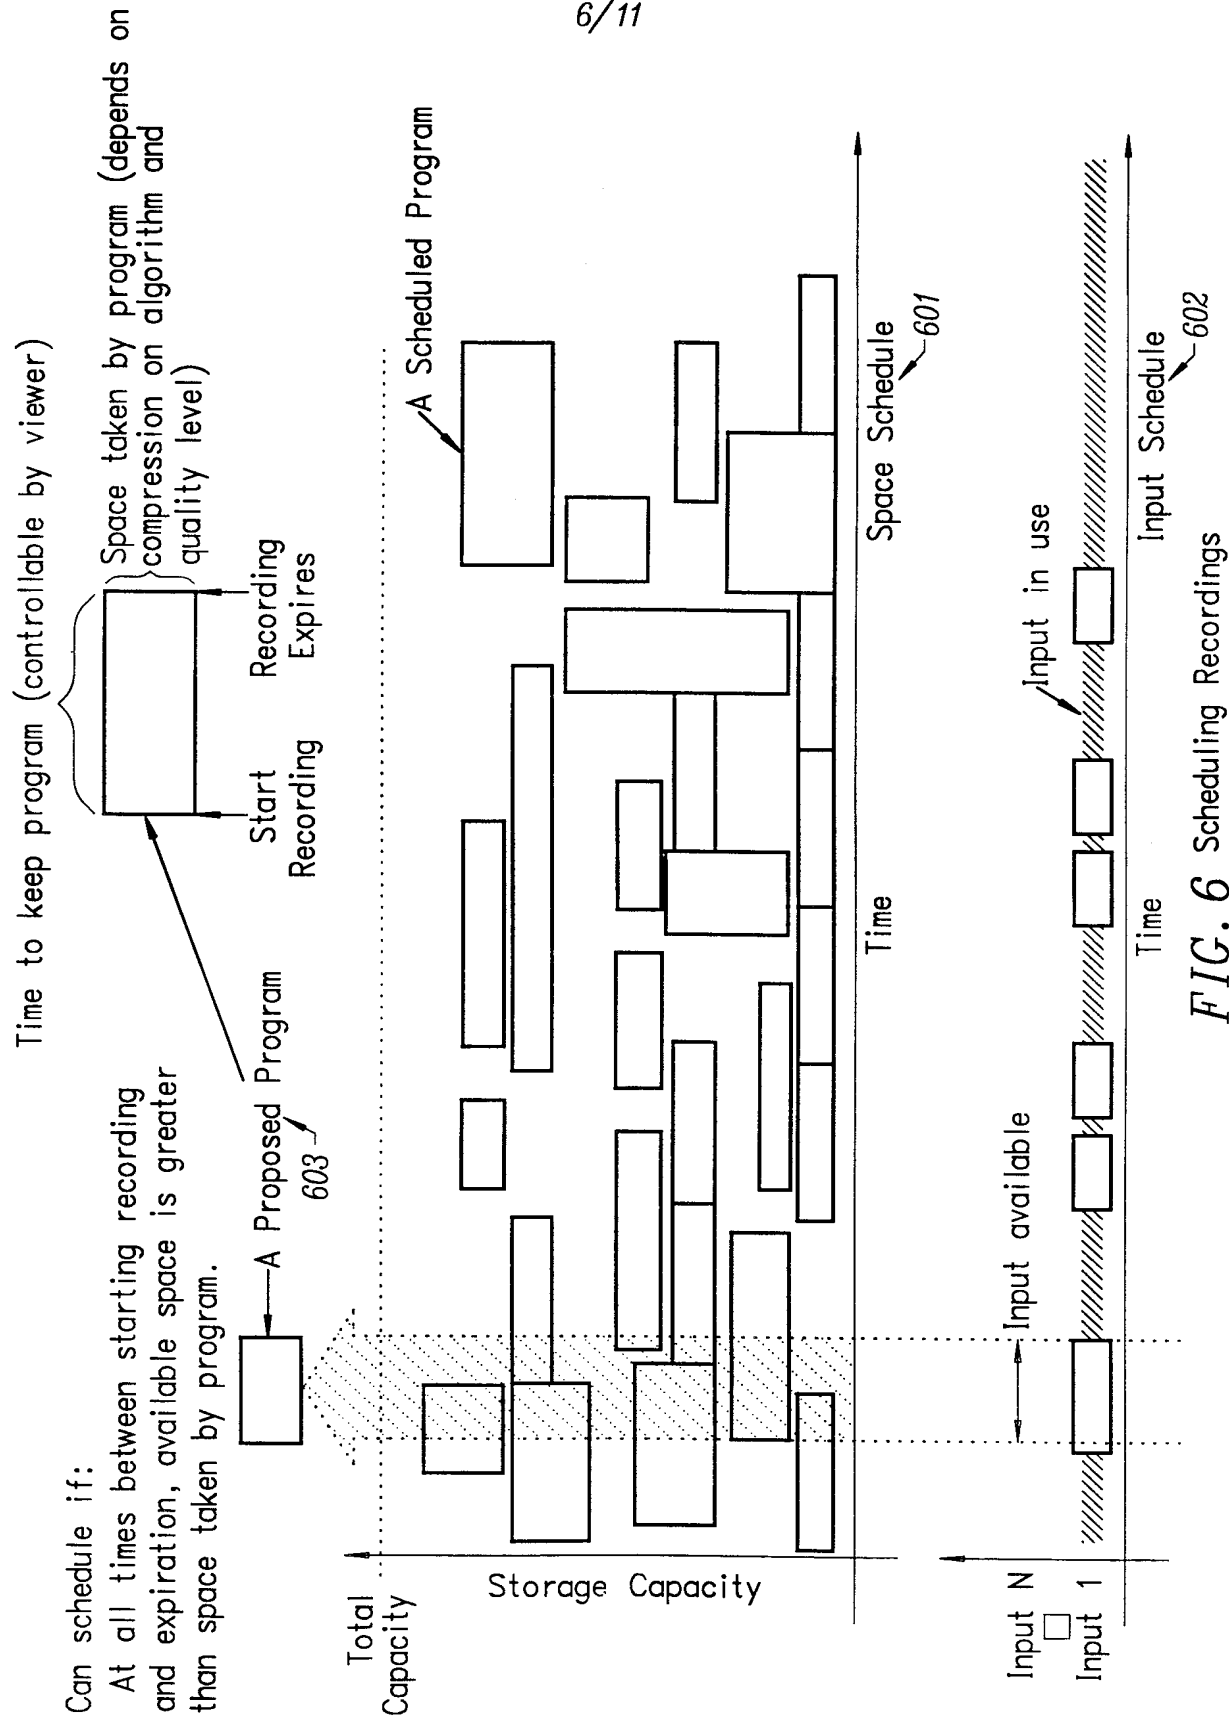 6/11
Time to keep program (controllable by viewer)
Space taken by program (depends on
compression on algorithm and
quality level)
Start
Recording
Recording
Expires
Can schedule if:
At all times between starting recording
and expiration, available space is greater
than space taken by program.
A Proposed Program
603
A Scheduled Program
Total
Capacity
Storage Capacity
Time
Space Schedule
601
Input N
Input 1
Input available
Input in use
Time
Input Schedule
602
FIG. 6 Scheduling Recordings